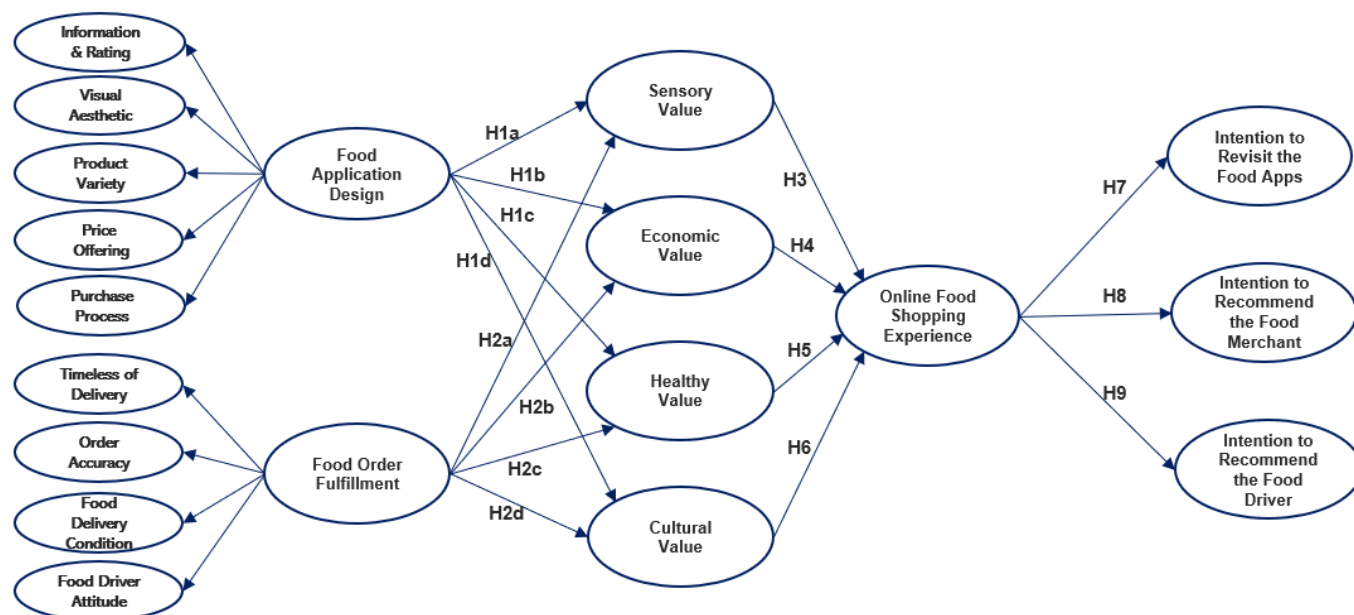 Information
& Rating
Visual
Aesthetic
Product
Variety
Price
Offering
Purchase
Process
Timeless of
Delivery
Order
Accuracy
Food
Delivery
Condition
Food Driver
Attitude
Food
Application
Design
Food Order
Fulfillment
H1a
H1b
H1c
H1d
H2a
H2b
H2c
H2d
Sensory
Value
Economic
Value
Healthy
Value
Cultural
Value
H3
H4
H5
H6
Online Food
Shopping
Experience
H7
H8
H9
Intention to
Revisit the
Food Apps
Intention to
Recommend
the Food
Merchant
Intention to
Recommend
the Food
Driver